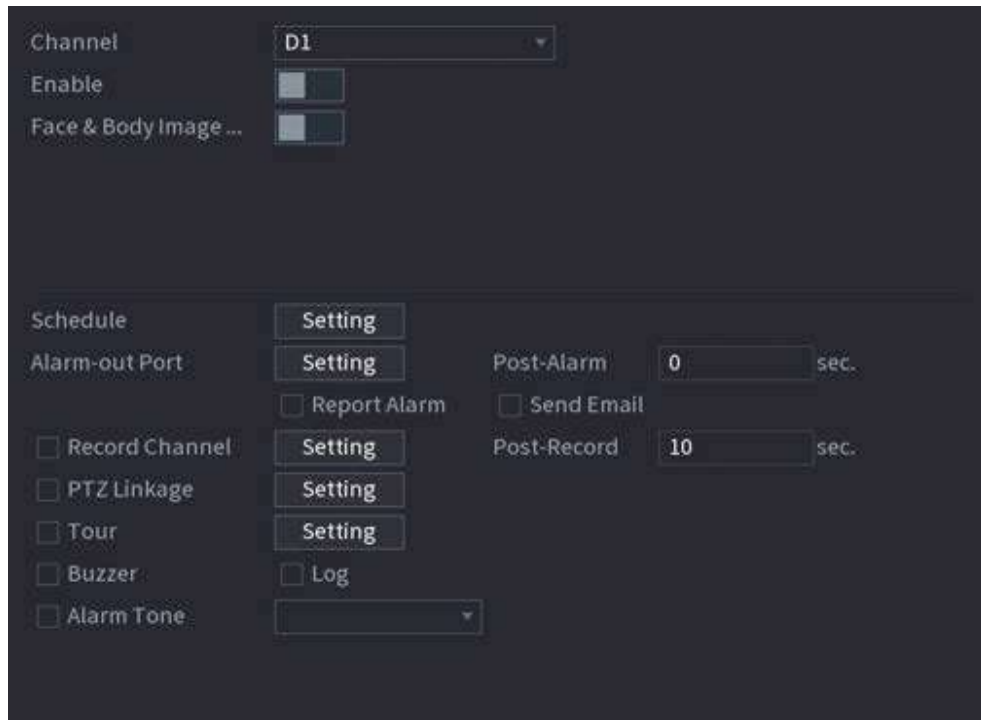 Channel D1
Enable
Face & Body Image ...
Schedule Setting
Alarm-out Port Setting Post-Alarm 0 sec.
Report Alarm Send Email
Record Channel Setting Post-Record 10 sec.
PTZ Linkage Setting
Tour Setting
Buzzer Log
Alarm Tone